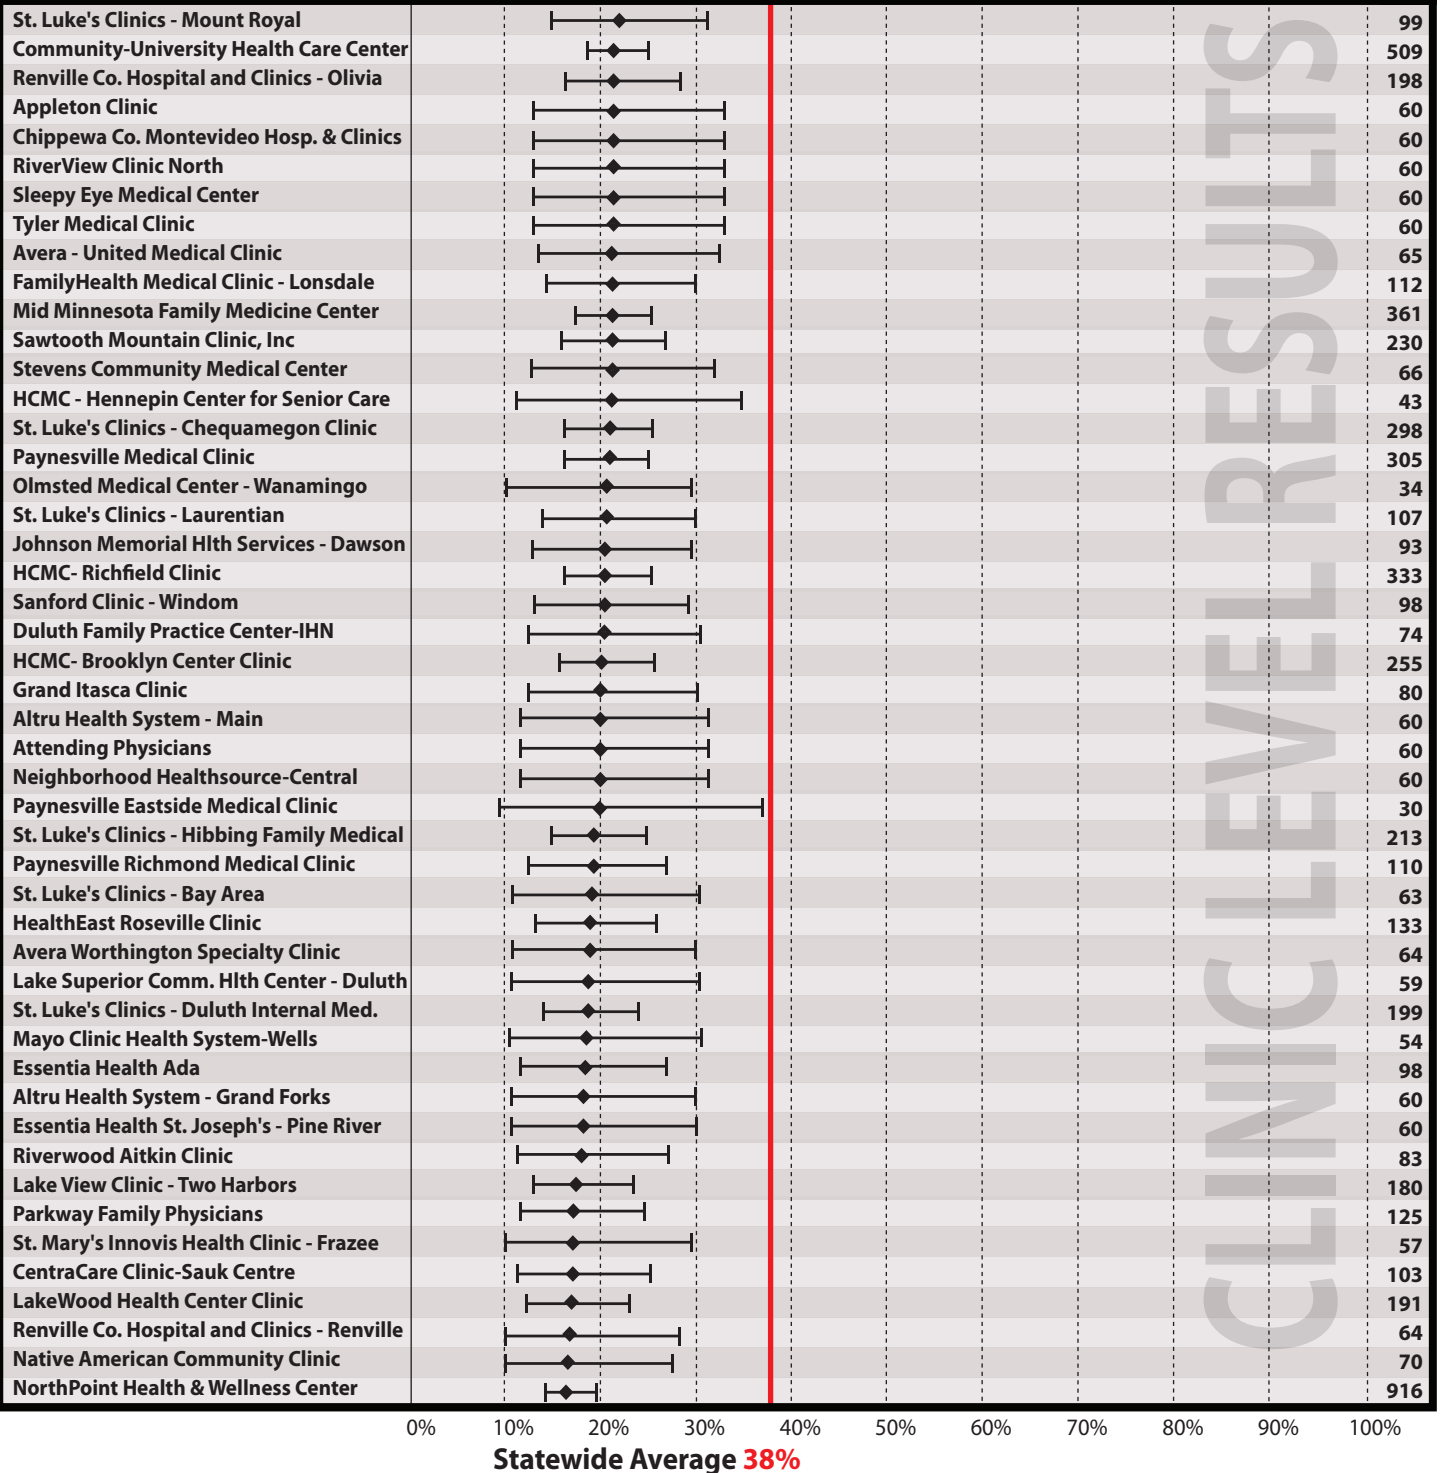 St. Luke's Clinics - Mount Royal 99
Community-University Health Care Center 509
Renville Co. Hospital and Clinics - Olivia 198
Appleton Clinic 60
Chippewa Co. Montevideo Hosp. & Clinics 60
RiverView Clinic North 60
Sleepy Eye Medical Center 60
Tyler Medical Clinic 60
Avera - United Medical Clinic 65
FamilyHealth Medical Clinic - Lonsdale 112
Mid Minnesota Family Medicine Center 361
Sawtooth Mountain Clinic, Inc 230
Stevens Community Medical Center 66
HCMC - Hennepin Center for Senior Care 43
St. Luke's Clinics - Chequamegon Clinic 298
Paynesville Medical Clinic 305
Olmsted Medical Center - Wanamingo 34
St. Luke's Clinics - Laurentian 107
Johnson Memorial Hlth Services - Dawson 93
HCMC- Richfield Clinic 333
Sanford Clinic - Windom 98
Duluth Family Practice Center-IHN 74
HCMC- Brooklyn Center Clinic 255
Grand Itasca Clinic 80
Altru Health System - Main 60
Attending Physicians 60
Neighborhood Healthsource-Central 60
Paynesville Eastside Medical Clinic 30
St. Luke's Clinics - Hibbing Family Medical 213
Paynesville Richmond Medical Clinic 110
St. Luke's Clinics - Bay Area 63
HealthEast Roseville Clinic 133
Avera Worthington Specialty Clinic 64
Lake Superior Comm. Hlth Center - Duluth 59
St. Luke's Clinics - Duluth Internal Med. 199
Mayo Clinic Health System-Wells 54
Essentia Health Ada 98
Altru Health System - Grand Forks 60
Essentia Health St. Joseph's - Pine River 60
Riverwood Aitkin Clinic 83
Lake View Clinic - Two Harbors 180
Parkway Family Physicians 125
St. Mary's Innovis Health Clinic - Frazee 57
CentraCare Clinic-Sauk Centre 103
LakeWood Health Center Clinic 191
Renville Co. Hospital and Clinics - Renville 64
Native American Community Clinic 70
NorthPoint Health & Wellness Center 916
CLINIC LEVEL RESULTS
0% 10% 20% 30% 40% 50% 60% 70% 80% 90% 100%
Statewide Average 38%